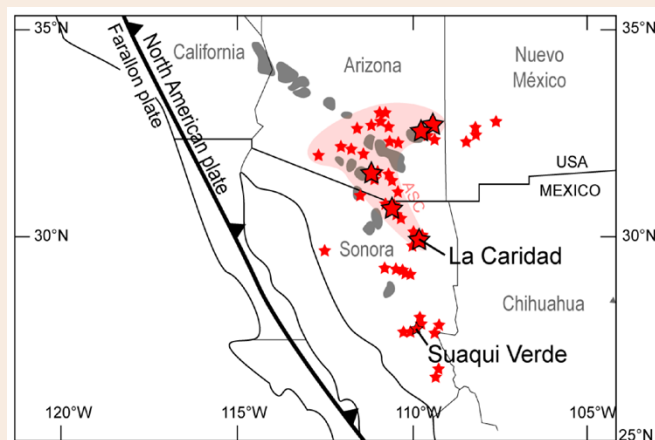 35°N
35°N
California
Arizona
Nuevo
México
North American plate
Farallon plate
USA
MEXICO
ASC
30°N
30°N
Sonora
La Caridad
Chihuahua
Suaqui Verde
120°W
115°W
110°W
105°W
25°N